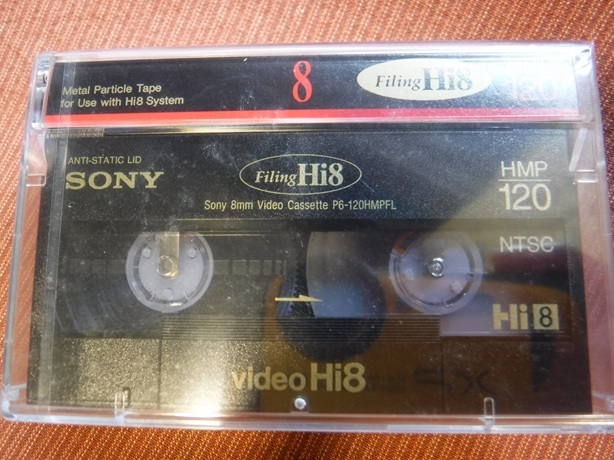 Metal Particle Tape
for Use with Hi8 System
8
Filing Hi8
120
ANTI-STATIC LID
SONY
Filing Hi8
Sony 8mm Video Cassette P6-120HMPFL
HMP
120
NTSC
Hi8
video Hi8